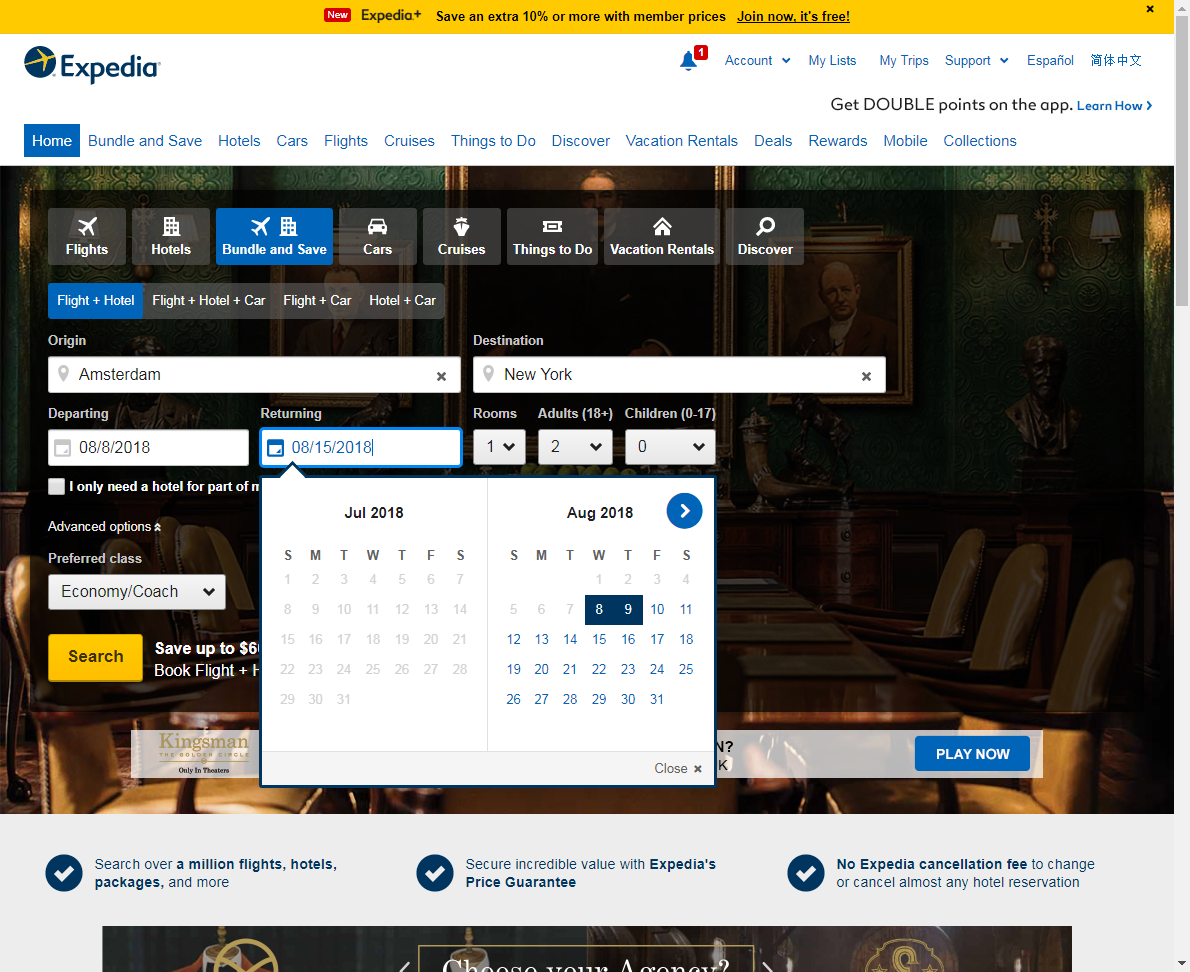 New Expedia+ Save an extra 10% or more with member prices Join now, it's free! ×
Expedia
1 Account My Lists My Trips Support Español 简体中文
Get DOUBLE points on the app. Learn How ›
Home Bundle and Save Hotels Cars Flights Cruises Things to Do Discover Vacation Rentals Deals Rewards Mobile Collections
Flights Hotels Bundle and Save Cars Cruises Things to Do Vacation Rentals Discover
Flight + Hotel Flight + Hotel + Car Flight + Car Hotel + Car
Origin Destination
Amsterdam × New York ×
Departing Returning Rooms Adults (18+) Children (0-17)
08/8/2018 08/15/2018 1 2 0
I only need a hotel for part of m
Jul 2018 Aug 2018
Advanced options
Preferred class
S M T W T F S S M T W T F S
1 2 3 4 5 6 7 1 2 3 4
Economy/Coach
8 9 10 11 12 13 14 5 6 7 8 9 10 11
15 16 17 18 19 20 21 12 13 14 15 16 17 18
Search
Save up to $6
Book Flight + H
22 23 24 25 26 27 28 19 20 21 22 23 24 25
29 30 31 26 27 28 29 30 31
Kingsman
THE GOLDEN CIRCLE
Only In Theaters
N?
K
PLAY NOW
Close ×
Search over a million flights, hotels,
packages, and more
Secure incredible value with Expedia's
Price Guarantee
No Expedia cancellation fee to change
or cancel almost any hotel reservation
Choose your Agency?